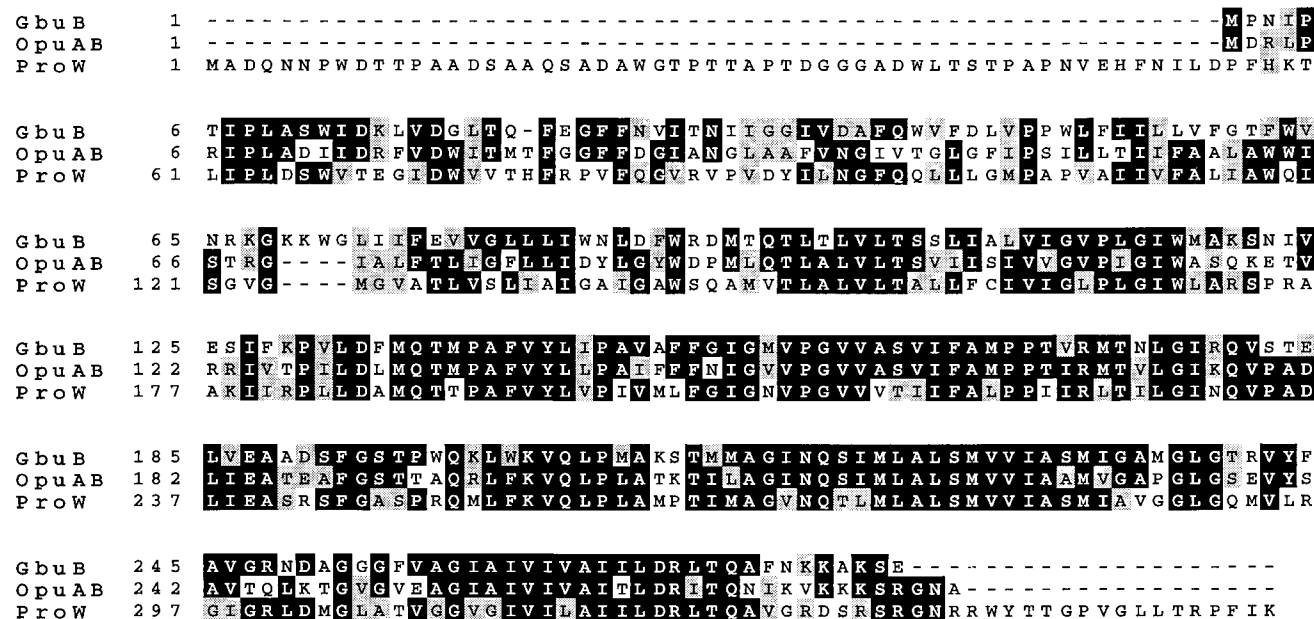 GbuB 1 -------------------------------------------------------MPNIP
OpuAB 1 -------------------------------------------------------MDRLP
ProW 1 MADQNNPWDTTPAADSAAQSADAWGTPTTAPTDGGGADWLTSTPAPNVEHFNILDPFHKT
GbuB 6 TIPLASWIDKLVDGLTQ-FEGFFNVITNIIGGIVDAFQWVFDLVPPWLFIILLVFGTFWV
OpuAB 6 RIPLADIIDRFVDWITMTFGGFFDGIANGLAAFVNGIVTGLGFIPSILLTIIFAALAWWI
ProW 61 LIPLDSWVTEGIDWVVTHFRPVFQGVRVPVDYILNGFQQLLLGMPAPVAIIVFALIAWQI
GbuB 65 NRKGKKWGLIIFEVVGLLLIWNLDFWRDMTQTLTLVLTSSLIALVIGVPLGIWMAKSNIV
OpuAB 66 STRG----IALFTLIGFLLIDYLGYWDPMLQTLALVLTSVIISIVVGVPIGIWASQKETV
ProW 121 SGVG----MGVATLVSLIAIGAIGAWSQAMVTLALVLTALLFCIVIGLPLGIWLARSPRA
GbuB 125 ESIFKPVLDFMQTMPAFVYLIPAVAFFGIGMVPGVVASVIFAMPPTVRMTNLGIRQVSTE
OpuAB 122 RRIVTPILDLMQTMPAFVYLLPAIFFFNIGVVPGVVASVIFAMPPTIRMTVLGIKQVPAD
ProW 177 AKIIRPLLDAMQTTPAFVYLVPIVMLFGIGNVPGVVVTIIFALPPIIRLTILGINQVPAD
GbuB 185 LVEAADSFGSTPWQKLWKVQLPMAKSTMMAGINQSIMLALSMVVIASMIGAMGLGTRVYF
OpuAB 182 LIEATEAFGSTTAQRLFKVQLPLATKTILAGINQSIMLALSMVVIAAMVGAPGLGSEVYS
ProW 237 LIEASRSFGASPRQMLFKVQLPLAMPTIMAGVNQTLMLALSMVVIASMIAVGGLGQMVLR
GbuB 245 AVGRNDAGGGFVAGIAIVIVAIILDRLTQAFNKKAKSE--------------------
OpuAB 242 AVTQLKTGVGVEAGIAIVIVAITLDRITQNIKVKKKSRGNA-----------------
ProW 297 GIGRLDMGLATVGGVGIVILAIILDRLTQAVGRDSRSRGNRRWYTTGPVGLLTRPFIK